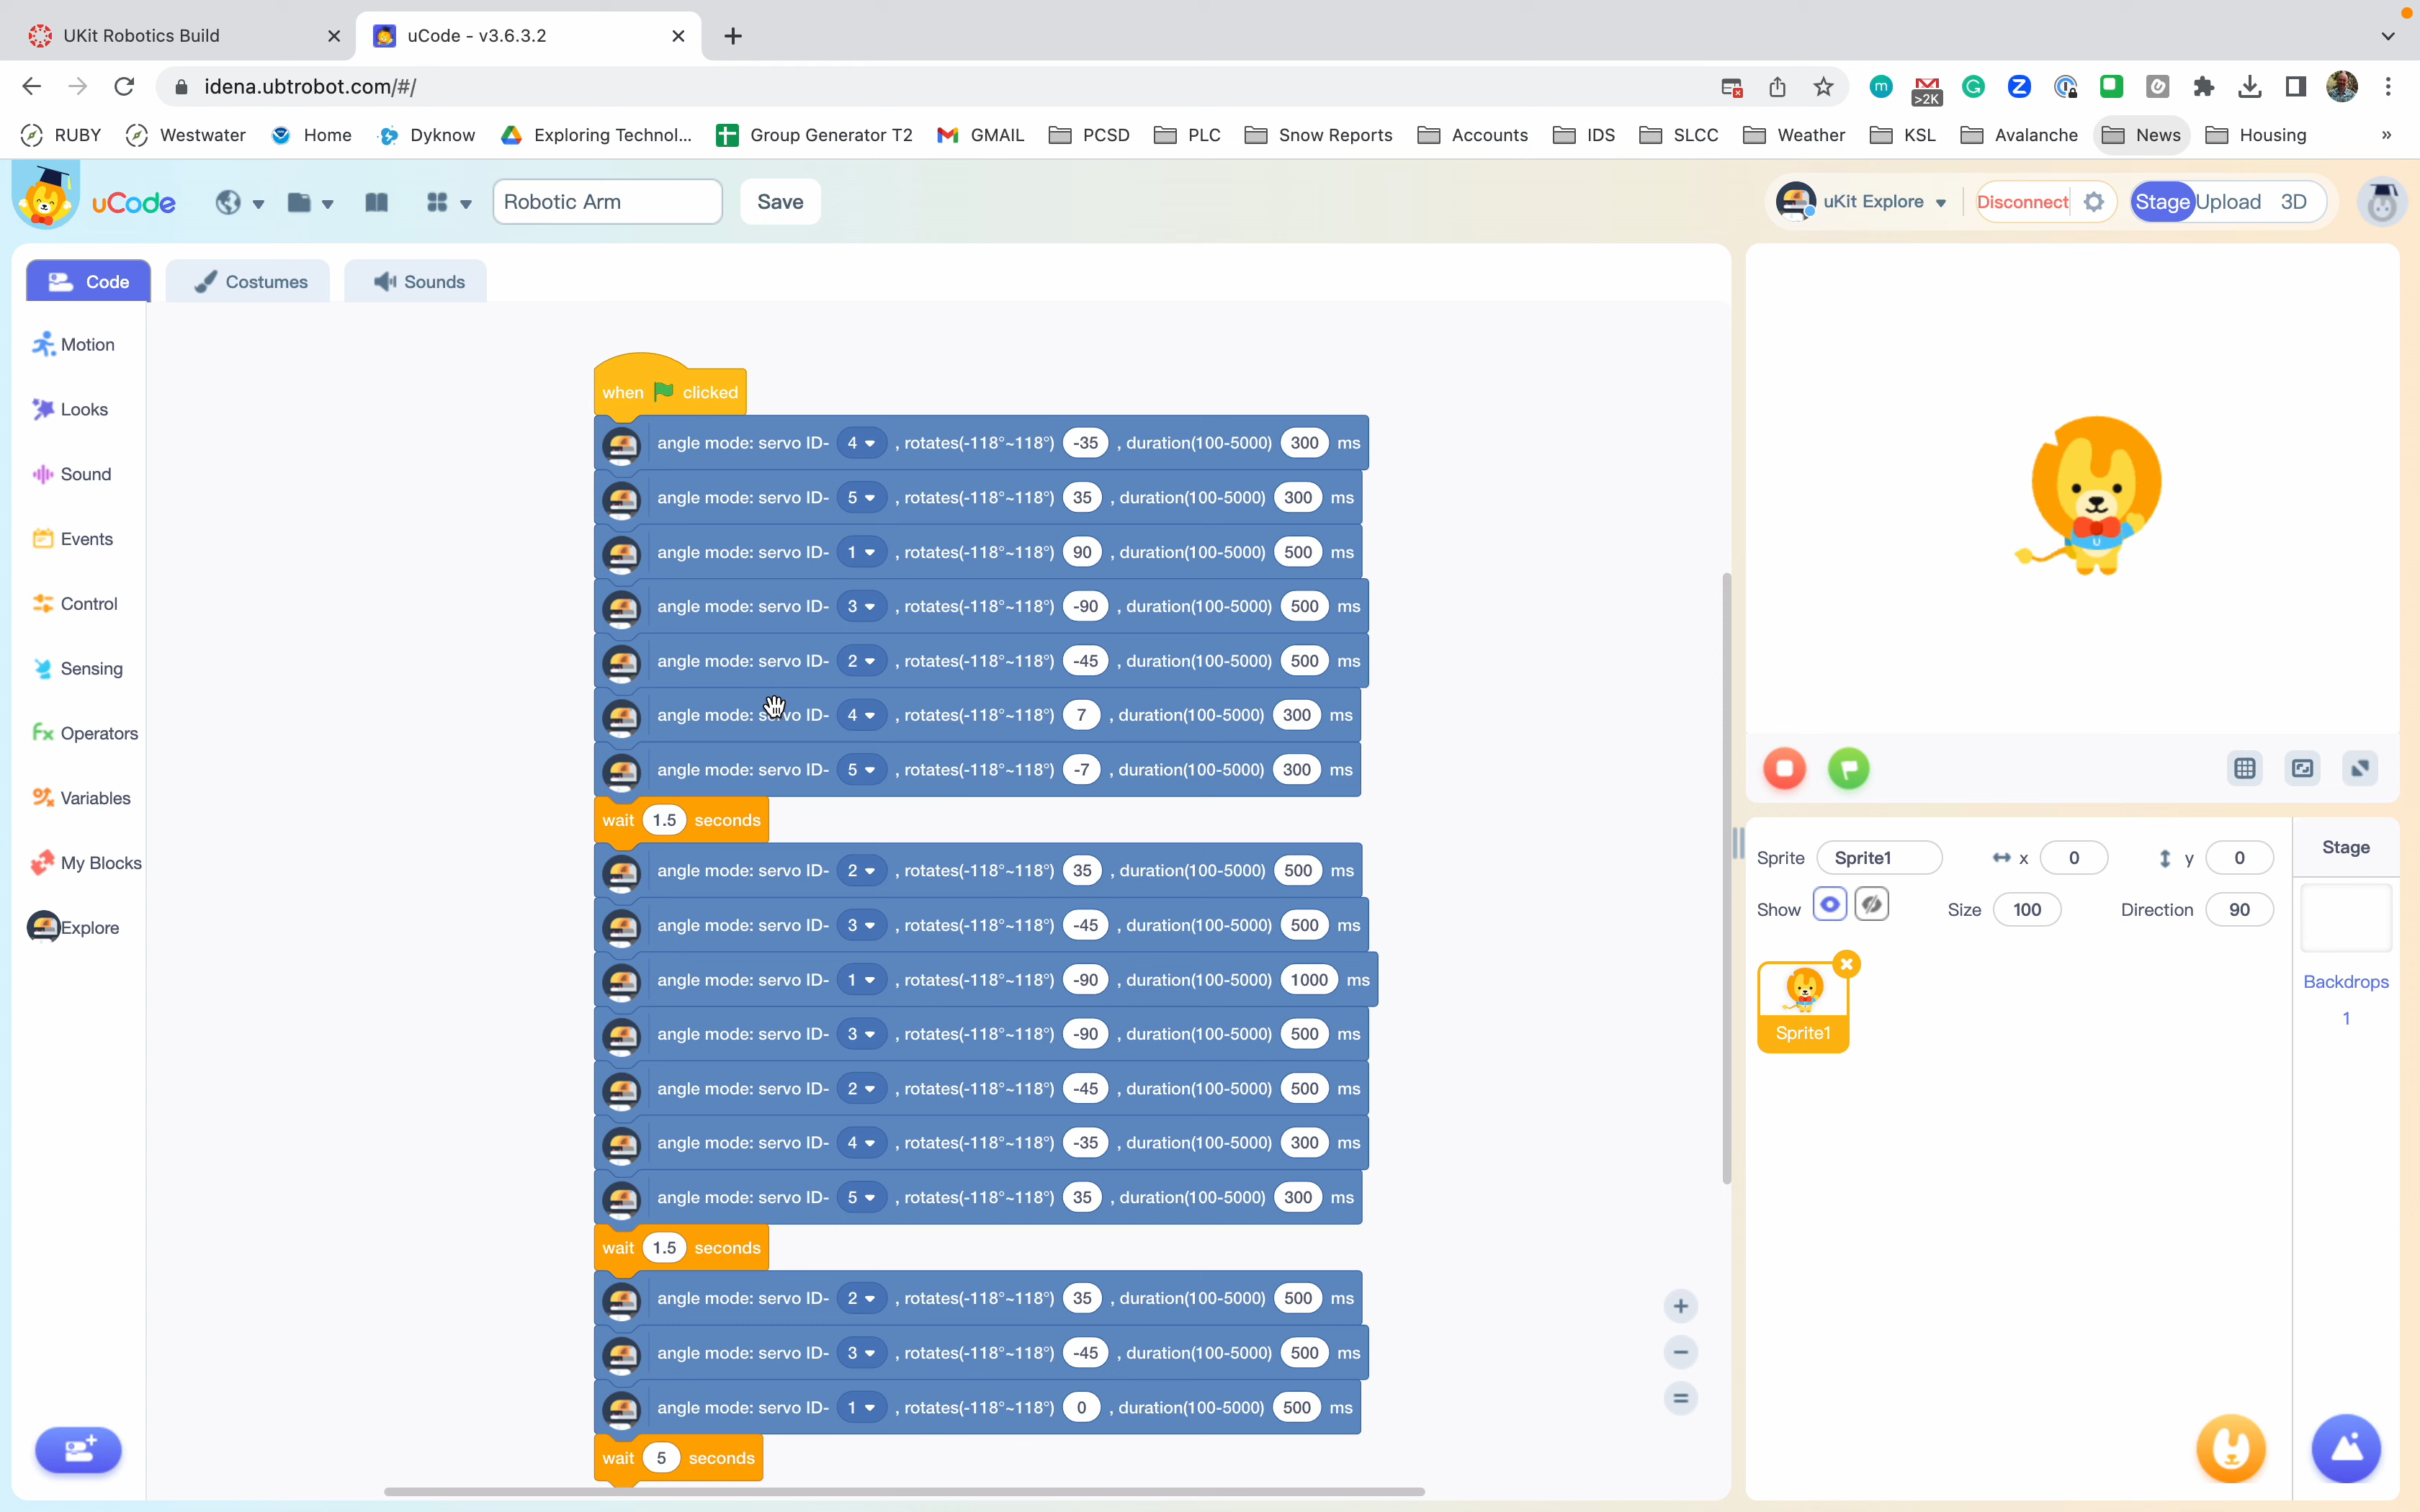 UKit Robotics Build
uCode - v3.6.3.2
idena.ubtrobot.com/#/
>2K
RUBY Westwater Home Dyknow Exploring Technol... Group Generator T2 GMAIL PCSD PLC Snow Reports Accounts IDS SLCC Weather KSL Avalanche News Housing »
uCode Robotic Arm Save uKit Explore Disconnect Stage Upload 3D
Code Costumes Sounds
Motion
Looks
Sound
Events
Control
Sensing
Operators
Variables
My Blocks
Explore
when clicked
angle mode: servo ID- 4 , rotates(-118°~118°) -35 , duration(100-5000) 300 ms
angle mode: servo ID- 5 , rotates(-118°~118°) 35 , duration(100-5000) 300 ms
angle mode: servo ID- 1 , rotates(-118°~118°) 90 , duration(100-5000) 500 ms
angle mode: servo ID- 3 , rotates(-118°~118°) -90 , duration(100-5000) 500 ms
angle mode: servo ID- 2 , rotates(-118°~118°) -45 , duration(100-5000) 500 ms
angle mode: servo ID- 4 , rotates(-118°~118°) 7 , duration(100-5000) 300 ms
angle mode: servo ID- 5 , rotates(-118°~118°) -7 , duration(100-5000) 300 ms
wait 1.5 seconds
angle mode: servo ID- 2 , rotates(-118°~118°) 35 , duration(100-5000) 500 ms
angle mode: servo ID- 3 , rotates(-118°~118°) -45 , duration(100-5000) 500 ms
angle mode: servo ID- 1 , rotates(-118°~118°) -90 , duration(100-5000) 1000 ms
angle mode: servo ID- 3 , rotates(-118°~118°) -90 , duration(100-5000) 500 ms
angle mode: servo ID- 2 , rotates(-118°~118°) -45 , duration(100-5000) 500 ms
angle mode: servo ID- 4 , rotates(-118°~118°) -35 , duration(100-5000) 300 ms
angle mode: servo ID- 5 , rotates(-118°~118°) 35 , duration(100-5000) 300 ms
wait 1.5 seconds
angle mode: servo ID- 2 , rotates(-118°~118°) 35 , duration(100-5000) 500 ms
angle mode: servo ID- 3 , rotates(-118°~118°) -45 , duration(100-5000) 500 ms
angle mode: servo ID- 1 , rotates(-118°~118°) 0 , duration(100-5000) 500 ms
wait 5 seconds
Sprite Sprite1 x 0 y 0
Show Size 100 Direction 90
Sprite1
Stage
Backdrops
1